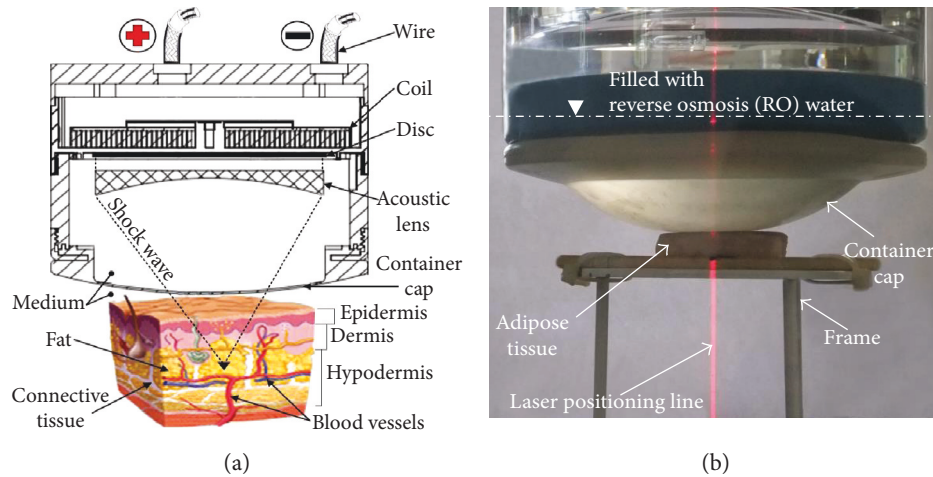 Wire
Coil
Disc
Acoustic
lens
Shock wave
Container
cap
Medium
Epidermis
Dermis
Fat
Hypodermis
Connective
tissue
Blood vessels
(a)
Filled with
reverse osmosis (RO) water
Container
cap
Adipose
tissue
Frame
Laser positioning line
(b)